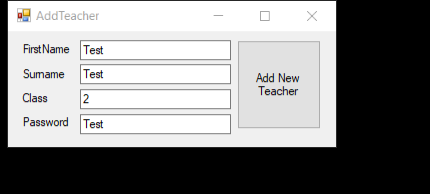 AddTeacher
FirstName Test
Surname Test
Class 2
Password Test
Add New
Teacher